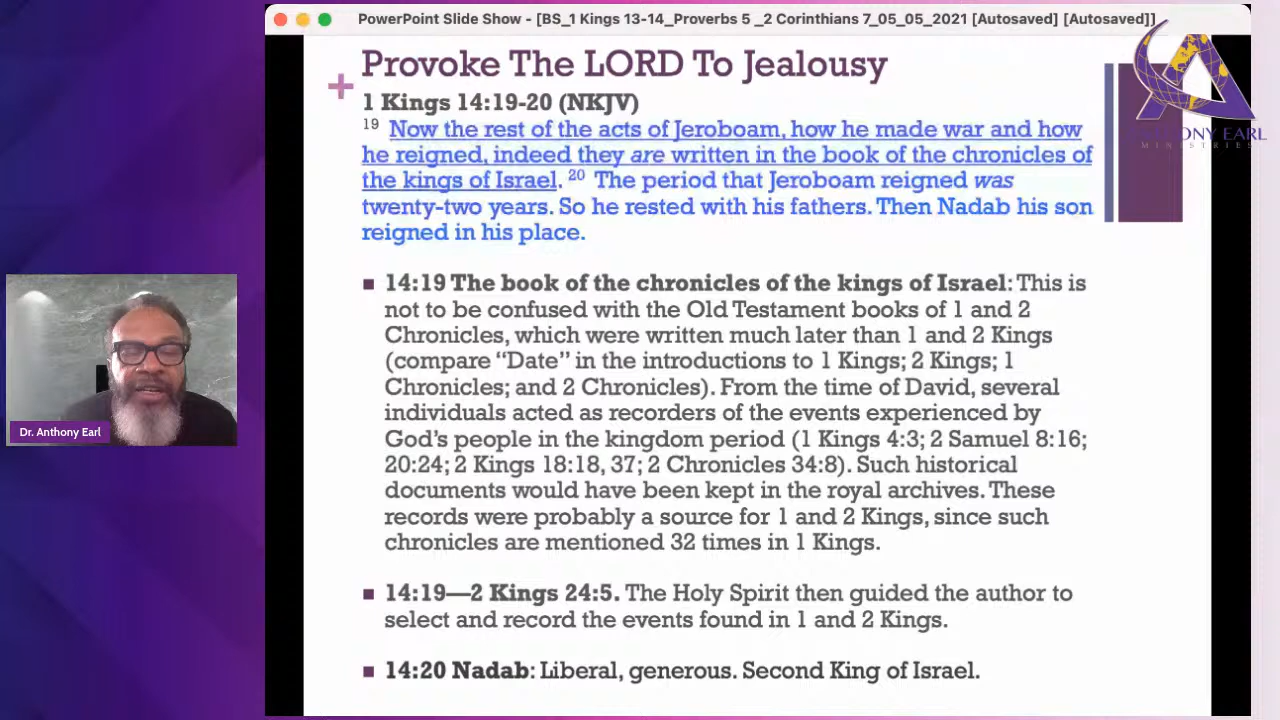 PowerPoint Slide Show - [BS_1 Kings 13-14_Proverbs 5 _2 Corinthians 7_05_05_2021 [Autosaved] [Autosaved]]
Provoke The LORD To Jealousy
+
1 Kings 14:19-20 (NKJV)
19 Now the rest of the acts of Jeroboam, how he made war and how
he reigned, indeed they are written in the book of the chronicles of
the kings of Israel. 20 The period that Jeroboam reigned was
twenty-two years. So he rested with his fathers. Then Nadab his son
reigned in his place.
■ 14:19 The book of the chronicles of the kings of Israel: This is
not to be confused with the Old Testament books of 1 and 2
Chronicles, which were written much later than 1 and 2 Kings
(compare “Date” in the introductions to 1 Kings; 2 Kings; 1
Chronicles; and 2 Chronicles). From the time of David, several
individuals acted as recorders of the events experienced by
God’s people in the kingdom period (1 Kings 4:3; 2 Samuel 8:16;
20:24; 2 Kings 18:18, 37; 2 Chronicles 34:8). Such historical
documents would have been kept in the royal archives. These
records were probably a source for 1 and 2 Kings, since such
chronicles are mentioned 32 times in 1 Kings.
■ 14:19—2 Kings 24:5. The Holy Spirit then guided the author to
select and record the events found in 1 and 2 Kings.
■ 14:20 Nadab: Liberal, generous. Second King of Israel.
EARL
MINISTRIES
Dr. Anthony Earl